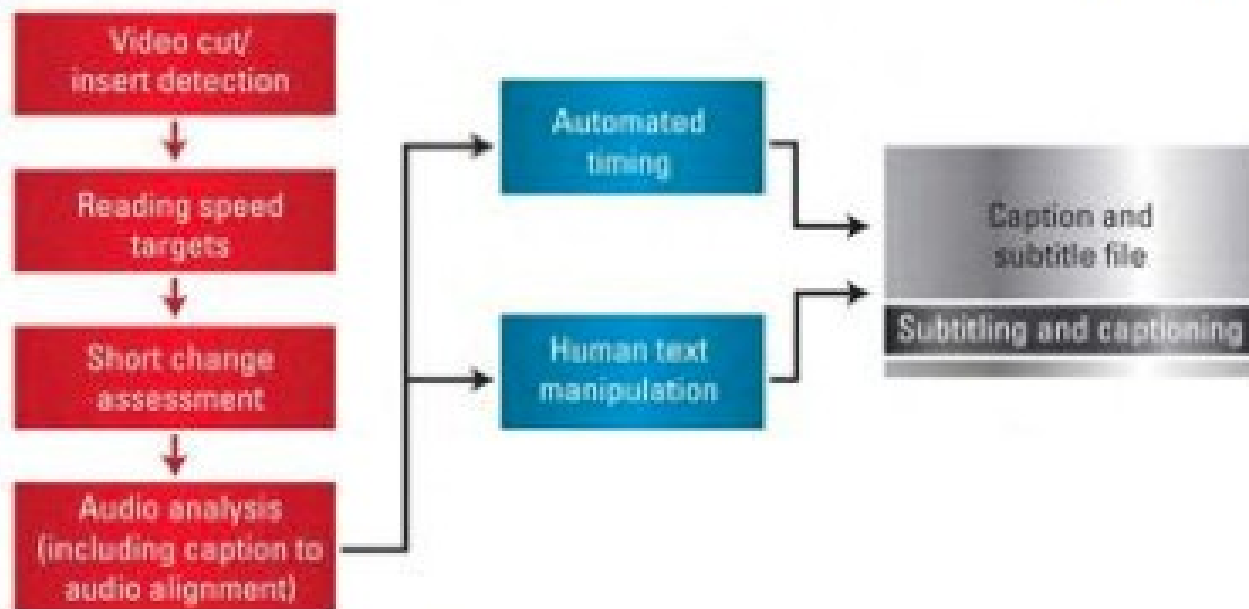 Video cut/
insert detection
Reading speed
targets
Short change
assessment
Audio analysis
(including caption to
audio alignment)
Automated
timing
Human text
manipulation
Caption and
subtitle file
Subtitling and captioning